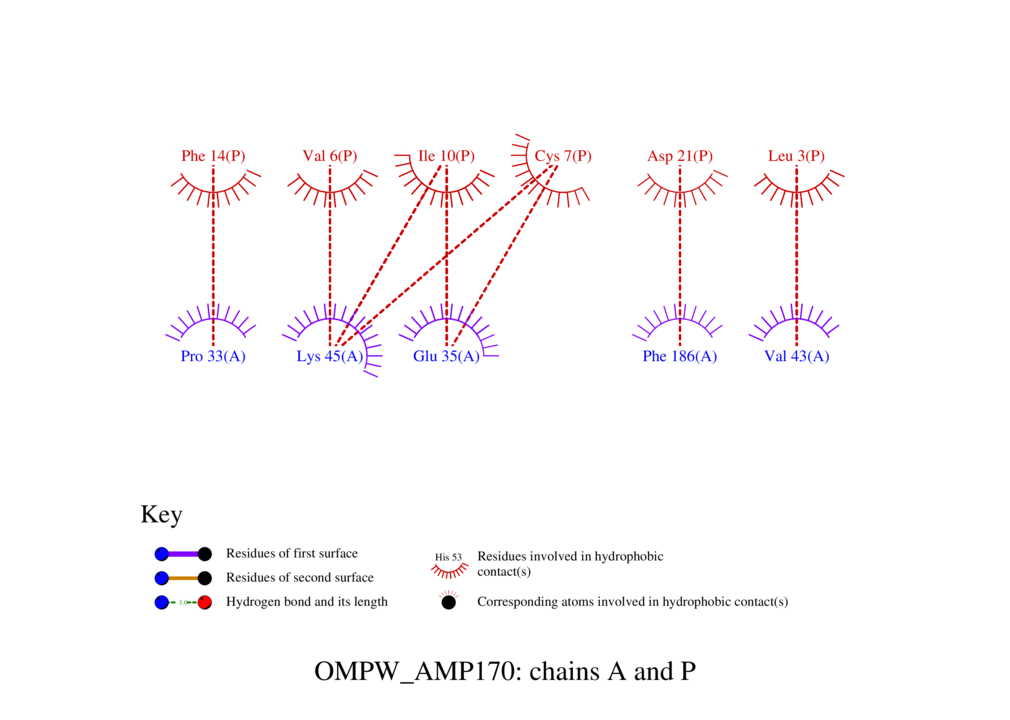 Phe 14(P) Val 6(P) Ile 10(P) Cys 7(P) Asp 21(P) Leu 3(P)
Pro 33(A) Lys 45(A) Glu 35(A) Phe 186(A) Val 43(A)
Key
Residues of first surface
Residues of second surface
3.0 Hydrogen bond and its length
His 53 Residues involved in hydrophobic
contact(s)
Corresponding atoms involved in hydrophobic contact(s)
OMPW_AMP170: chains A and P